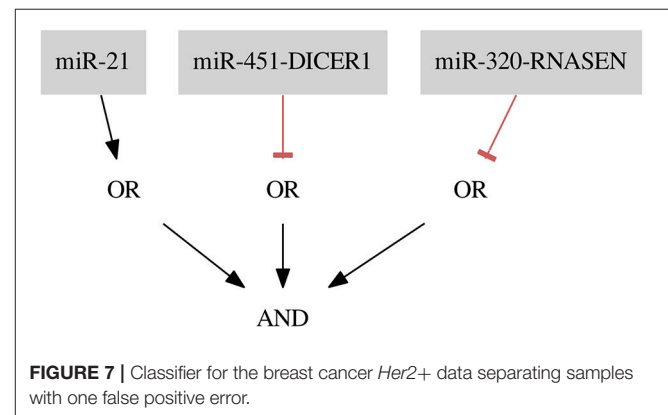 miR-21 miR-451-DICER1 miR-320-RNASEN
OR OR OR
AND
FIGURE 7 | Classifier for the breast cancer Her2+ data separating samples
with one false positive error.